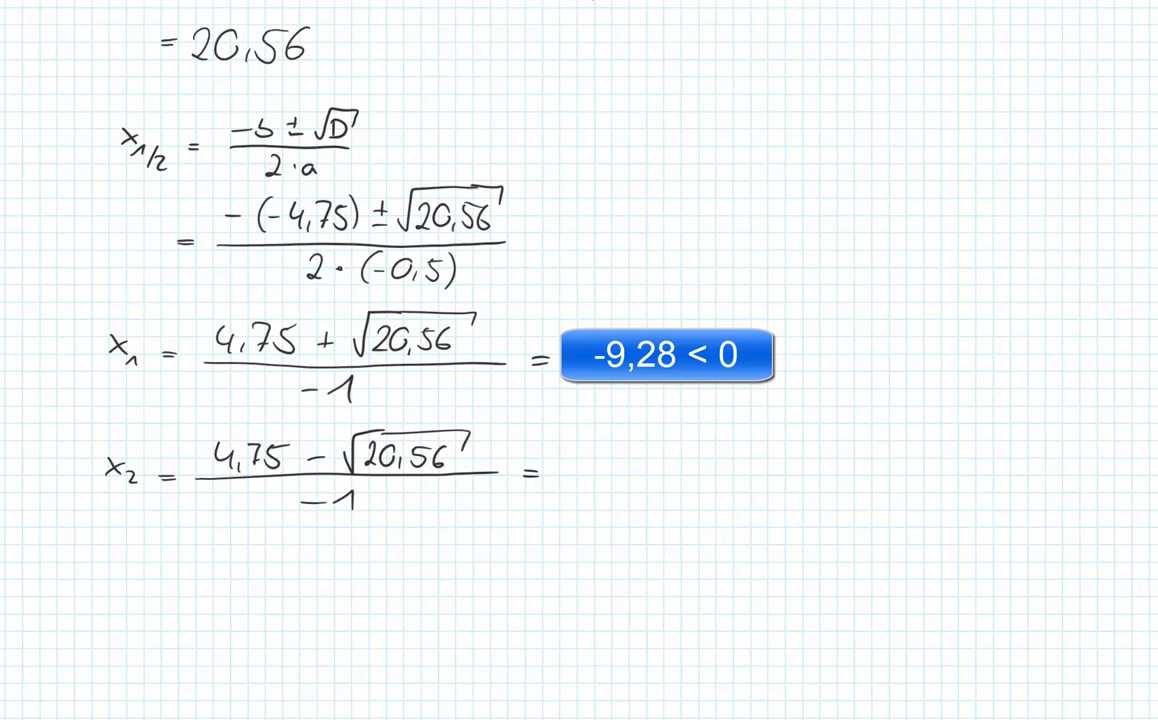 = 20,56
x1/2 = (-b ± √D) / (2·a)
= (-(-4,75) ± √20,56) / (2·(-0,5))
x1 = (4,75 + √20,56) / (-1) = -9,28 < 0
x2 = (4,75 - √20,56) / (-1) =